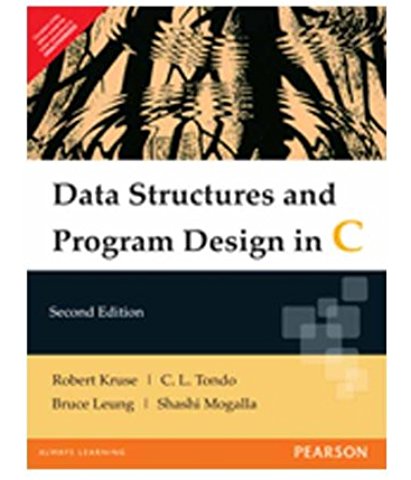 Data Structures and
Program Design in C
Second Edition
Robert Kruse | C. L. Tondo
Bruce Leung | Shashi Mogalla
ALWAYS LEARNING
PEARSON